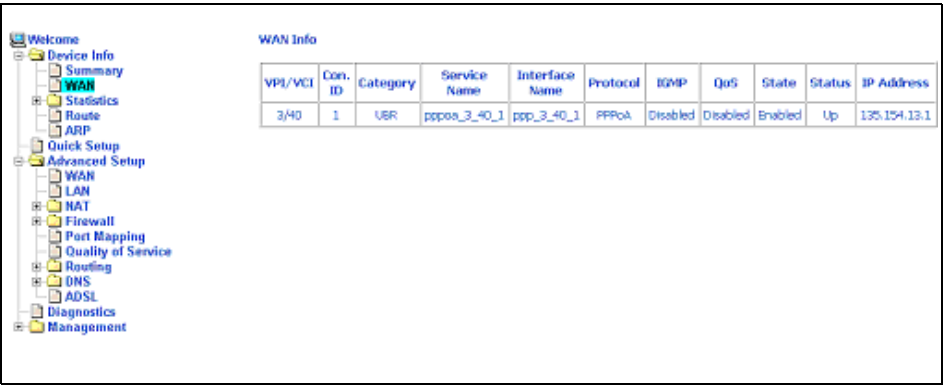 Welcome
Device Info
Summary
WAN
Statistics
Route
ARP
Quick Setup
Advanced Setup
WAN
LAN
NAT
Firewall
Port Mapping
Quality of Service
Routing
DNS
ADSL
Diagnostics
Management
WAN Info
VPI/VCI Con. ID Category Service Name Interface Name Protocol IGMP QoS State Status IP Address
3/40 1 UBR pppoa_3_40_1 ppp_3_40_1 PPPoA Disabled Disabled Enabled Up 135.154.13.1